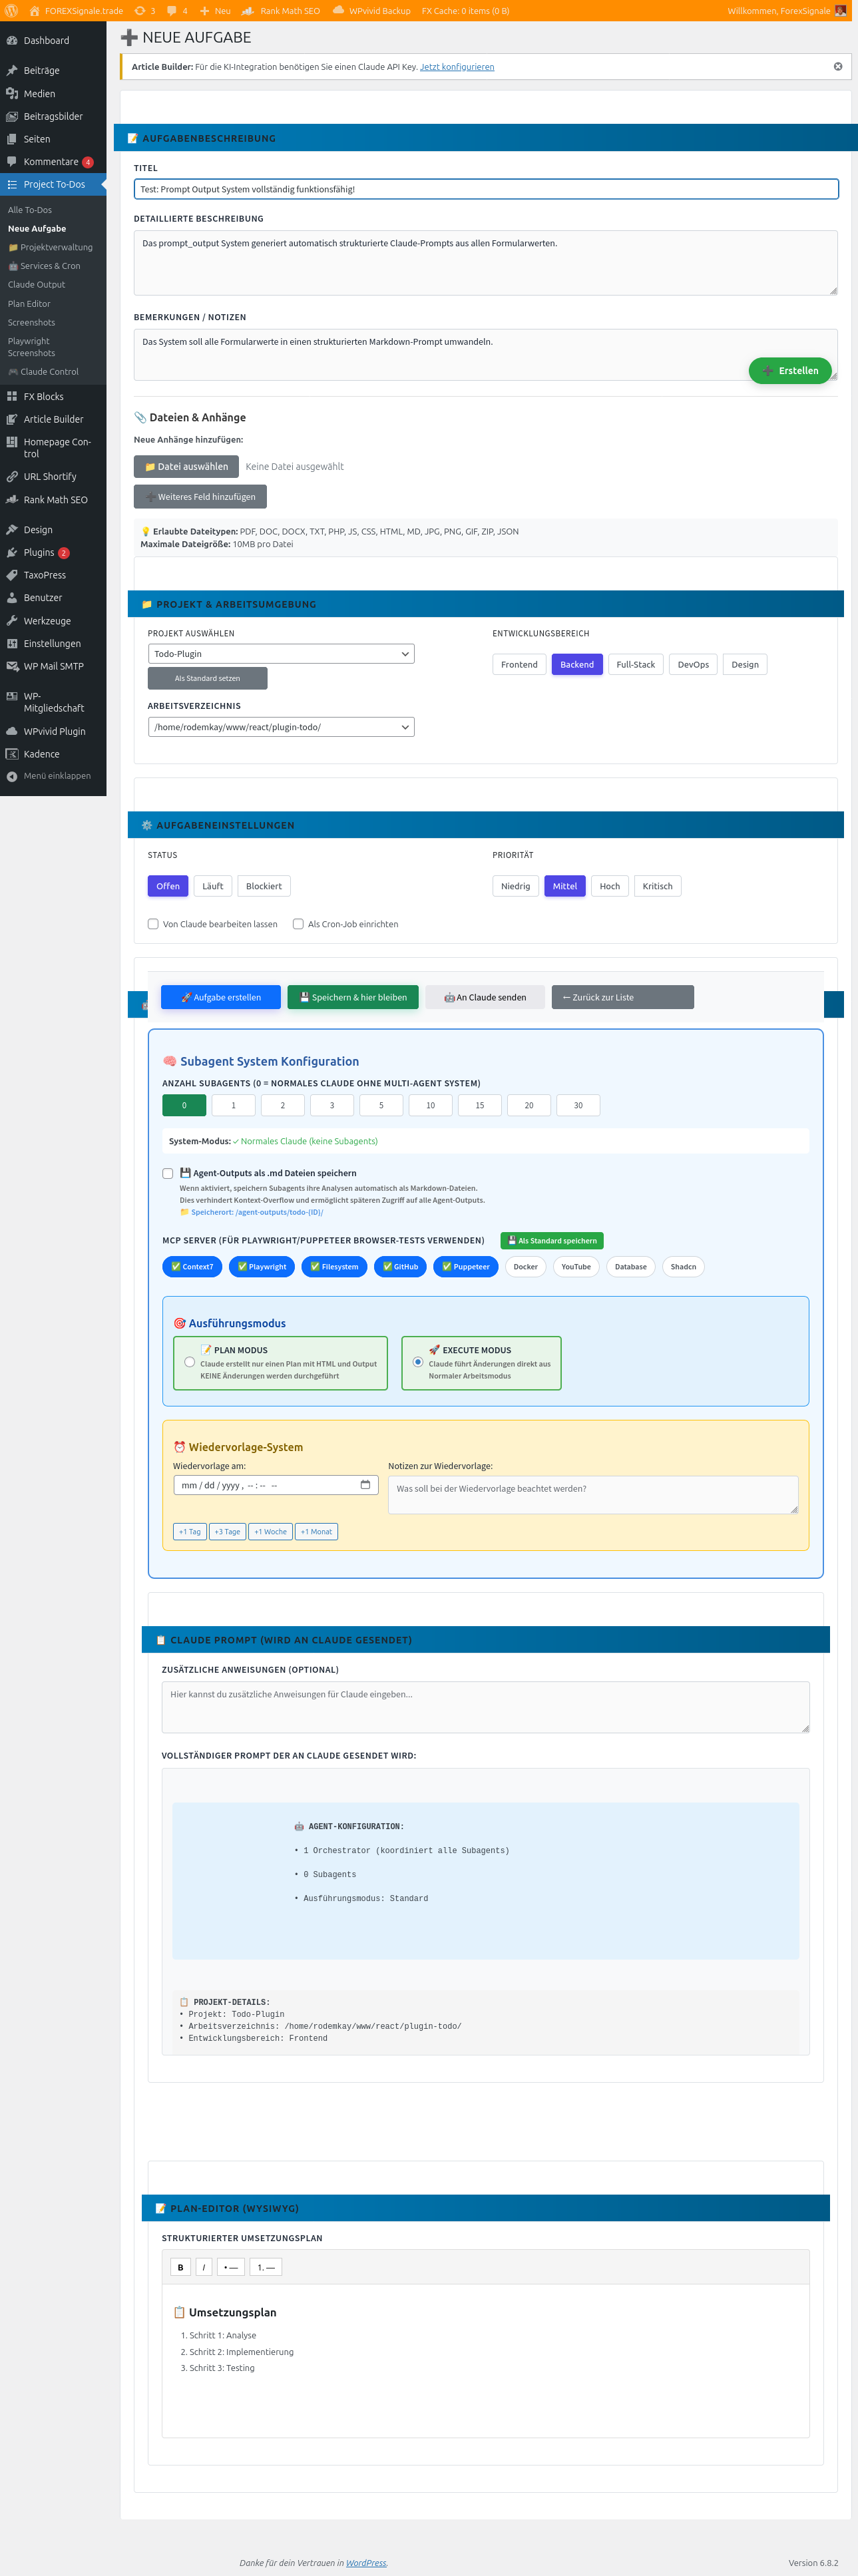 FOREXSignale.trade 3 4 Neu Rank Math SEO WPvivid Backup FX Cache: 0 items (0 B) Willkommen, ForexSignale
Dashboard
Beiträge
Medien
Beitragsbilder
Seiten
Kommentare 4
Project To-Dos
Alle To-Dos
Neue Aufgabe
📁 Projektverwaltung
🤖 Services & Cron
Claude Output
Plan Editor
Screenshots
Playwright
Screenshots
🎮 Claude Control
FX Blocks
Article Builder
Homepage Con-
trol
URL Shortify
Rank Math SEO
Design
Plugins 2
TaxoPress
Benutzer
Werkzeuge
Einstellungen
WP Mail SMTP
WP-
Mitgliedschaft
WPvivid Plugin
Kadence
Menü einklappen
➕ NEUE AUFGABE
Article Builder: Für die KI-Integration benötigen Sie einen Claude API Key. Jetzt konfigurieren
📝 AUFGABENBESCHREIBUNG
TITEL
Test: Prompt Output System vollständig funktionsfähig!
DETAILLIERTE BESCHREIBUNG
Das prompt_output System generiert automatisch strukturierte Claude-Prompts aus allen Formularwerten.
BEMERKUNGEN / NOTIZEN
Das System soll alle Formularwerte in einen strukturierten Markdown-Prompt umwandeln.
➕ Erstellen
📎 Dateien & Anhänge
Neue Anhänge hinzufügen:
📁 Datei auswählen Keine Datei ausgewählt
➕ Weiteres Feld hinzufügen
💡 Erlaubte Dateitypen: PDF, DOC, DOCX, TXT, PHP, JS, CSS, HTML, MD, JPG, PNG, GIF, ZIP, JSON
Maximale Dateigröße: 10MB pro Datei
📁 PROJEKT & ARBEITSUMGEBUNG
PROJEKT AUSWÄHLEN
Todo-Plugin
Als Standard setzen
ARBEITSVERZEICHNIS
/home/rodemkay/www/react/plugin-todo/
ENTWICKLUNGSBEREICH
Frontend Backend Full-Stack DevOps Design
⚙️ AUFGABENEINSTELLUNGEN
STATUS
Offen Läuft Blockiert
PRIORITÄT
Niedrig Mittel Hoch Kritisch
Von Claude bearbeiten lassen Als Cron-Job einrichten
🚀 Aufgabe erstellen 💾 Speichern & hier bleiben 🤖 An Claude senden ← Zurück zur Liste
🧠 Subagent System Konfiguration
ANZAHL SUBAGENTS (0 = NORMALES CLAUDE OHNE MULTI-AGENT SYSTEM)
0 1 2 3 5 10 15 20 30
System-Modus: ✓ Normales Claude (keine Subagents)
💾 Agent-Outputs als .md Dateien speichern
Wenn aktiviert, speichern Subagents ihre Analysen automatisch als Markdown-Dateien.
Dies verhindert Kontext-Overflow und ermöglicht späteren Zugriff auf alle Agent-Outputs.
📁 Speicherort: /agent-outputs/todo-{ID}/
MCP SERVER (FÜR PLAYWRIGHT/PUPPETEER BROWSER-TESTS VERWENDEN) 💾 Als Standard speichern
✅ Context7 ✅ Playwright ✅ Filesystem ✅ GitHub ✅ Puppeteer Docker YouTube Database Shadcn
🎯 Ausführungsmodus
📝 PLAN MODUS
Claude erstellt nur einen Plan mit HTML und Output
KEINE Änderungen werden durchgeführt
🚀 EXECUTE MODUS
Claude führt Änderungen direkt aus
Normaler Arbeitsmodus
⏰ Wiedervorlage-System
Wiedervorlage am:
mm / dd / yyyy , -- : -- --
Notizen zur Wiedervorlage:
Was soll bei der Wiedervorlage beachtet werden?
+1 Tag +3 Tage +1 Woche +1 Monat
📋 CLAUDE PROMPT (WIRD AN CLAUDE GESENDET)
ZUSÄTZLICHE ANWEISUNGEN (OPTIONAL)
Hier kannst du zusätzliche Anweisungen für Claude eingeben...
VOLLSTÄNDIGER PROMPT DER AN CLAUDE GESENDET WIRD:
🤖 AGENT-KONFIGURATION:
• 1 Orchestrator (koordiniert alle Subagents)
• 0 Subagents
• Ausführungsmodus: Standard
📋 PROJEKT-DETAILS:
• Projekt: Todo-Plugin
• Arbeitsverzeichnis: /home/rodemkay/www/react/plugin-todo/
• Entwicklungsbereich: Frontend
📝 PLAN-EDITOR (WYSIWYG)
STRUKTURIERTER UMSETZUNGSPLAN
B I • — 1. —
📋 Umsetzungsplan
1. Schritt 1: Analyse
2. Schritt 2: Implementierung
3. Schritt 3: Testing
Danke für dein Vertrauen in WordPress.
Version 6.8.2